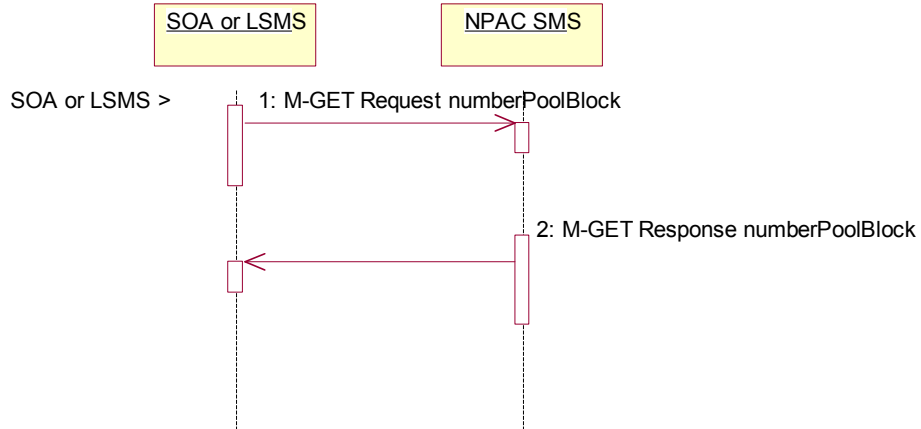 SOA or LSMS
NPAC SMS
SOA or LSMS >
1: M-GET Request numberPoolBlock
2: M-GET Response numberPoolBlock